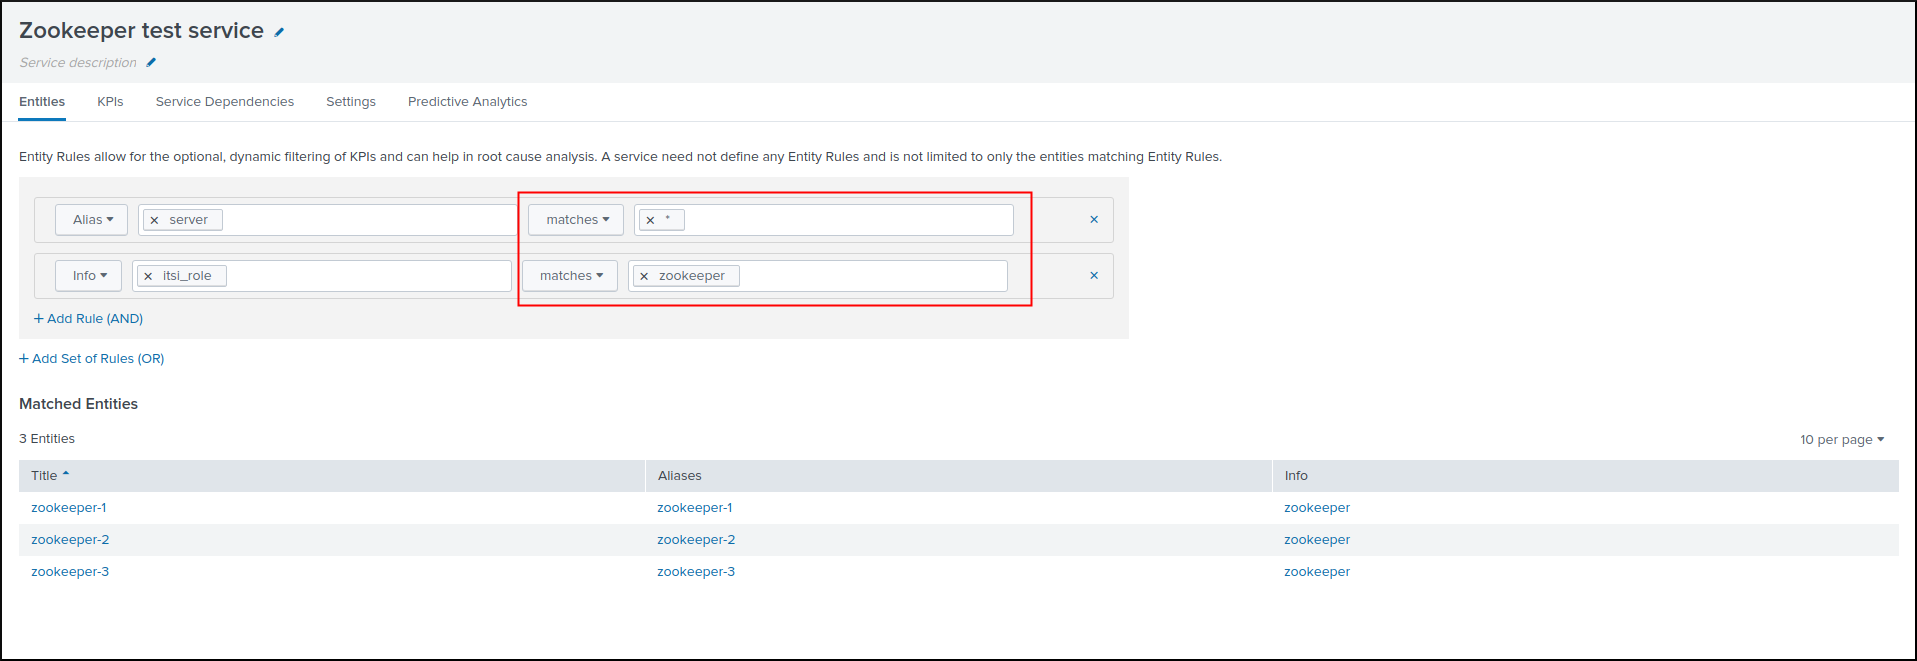 Zookeeper test service
Service description
Entities KPIs Service Dependencies Settings Predictive Analytics
Entity Rules allow for the optional, dynamic filtering of KPIs and can help in root cause analysis. A service need not define any Entity Rules and is not limited to only the entities matching Entity Rules.
Alias server matches *
Info itsi_role matches zookeeper
+ Add Rule (AND)
+ Add Set of Rules (OR)
Matched Entities
3 Entities 10 per page
Title Aliases Info
zookeeper-1 zookeeper-1 zookeeper
zookeeper-2 zookeeper-2 zookeeper
zookeeper-3 zookeeper-3 zookeeper